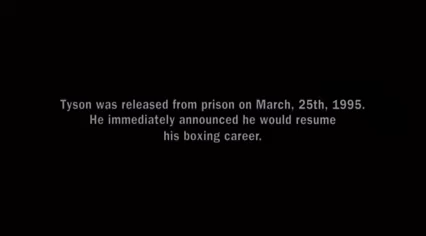 Tyson was released from prison on March, 25th, 1995.
He immediately announced he would resume
his boxing career.